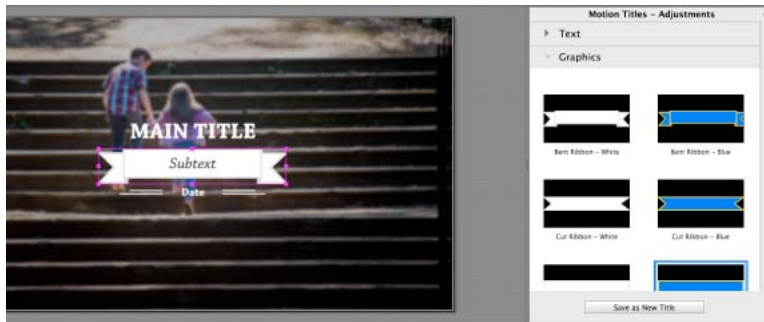 Motion Titles – Adjustments
Text
Graphics
MAIN TITLE
Subtext
Date
Bent Ribbon – White
Bent Ribbon – Blue
Cut Ribbon – White
Cut Ribbon – Blue
Save as New Title